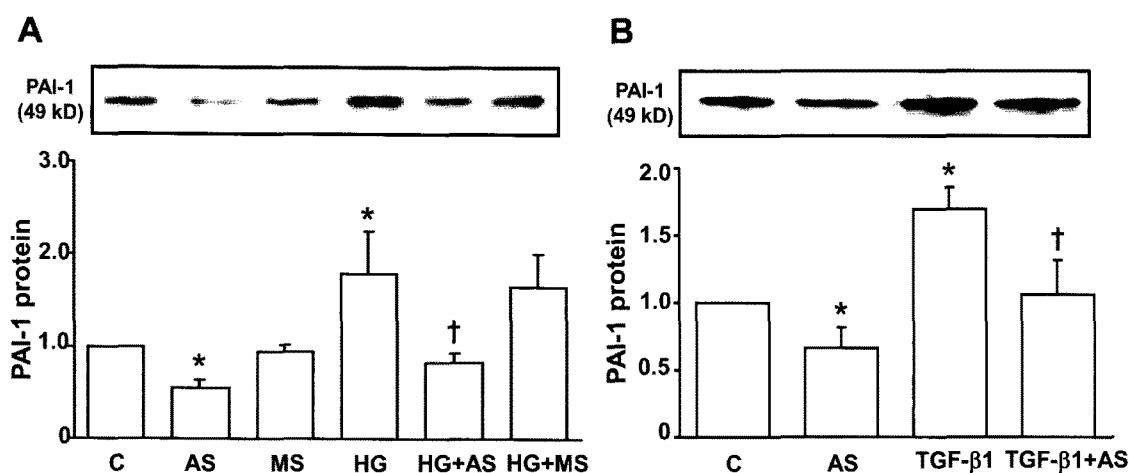 A
PAI-1
(49 kD)
3.0
2.0
1.0
0
PAI-1 protein
*
*
†
C AS MS HG HG+AS HG+MS
B
PAI-1
(49 kD)
2.0
1.5
1.0
0.5
0
PAI-1 protein
*
*
†
C AS TGF-β1 TGF-β1+AS